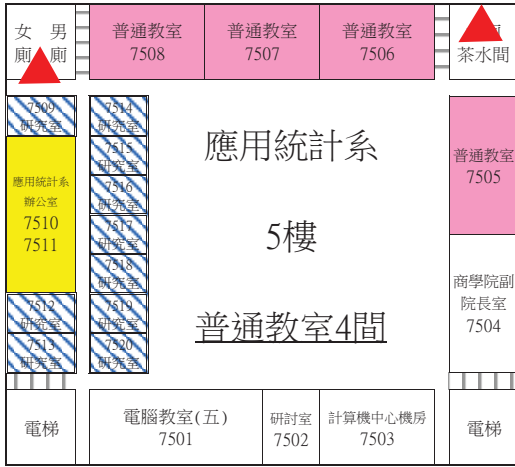 女 男
廁 廁
普通教室
7508
普通教室
7507
普通教室
7506
茶水間
7509
研究室
7514
研究室
7515
研究室
7516
研究室
7517
研究室
7518
研究室
7519
研究室
7520
研究室
應用統計系
辦公室
7510
7511
7512
研究室
7513
研究室
應用統計系
5樓
普通教室4間
普通教室
7505
商學院副
院長室
7504
電梯
電腦教室(五)
7501
研討室
7502
計算機中心機房
7503
電梯